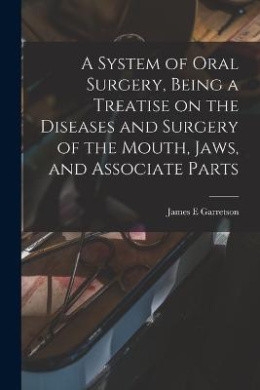 A System of Oral
Surgery, Being a
Treatise on the
Diseases and Surgery
of the Mouth, Jaws,
and Associate Parts
James E Garretson